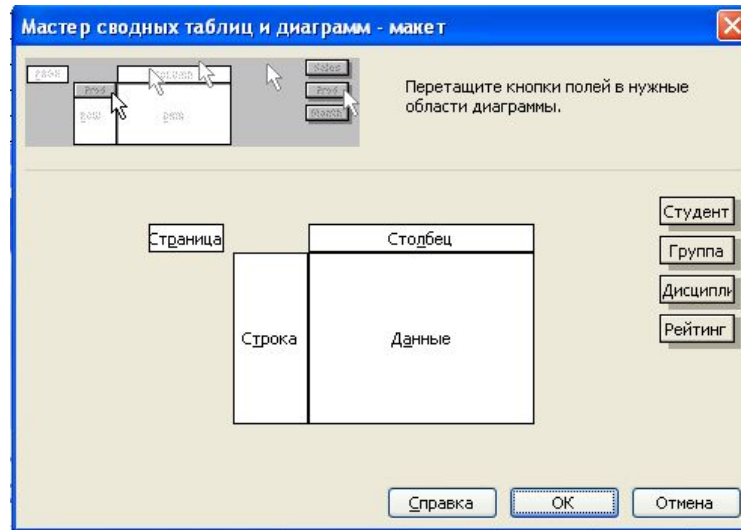 Мастер сводных таблиц и диаграмм - макет
Перетащите кнопки полей в нужные
области диаграммы.
Студент
Страница
Столбец
Группа
Дисципли
Строка
Данные
Рейтинг
Справка
ОК
Отмена